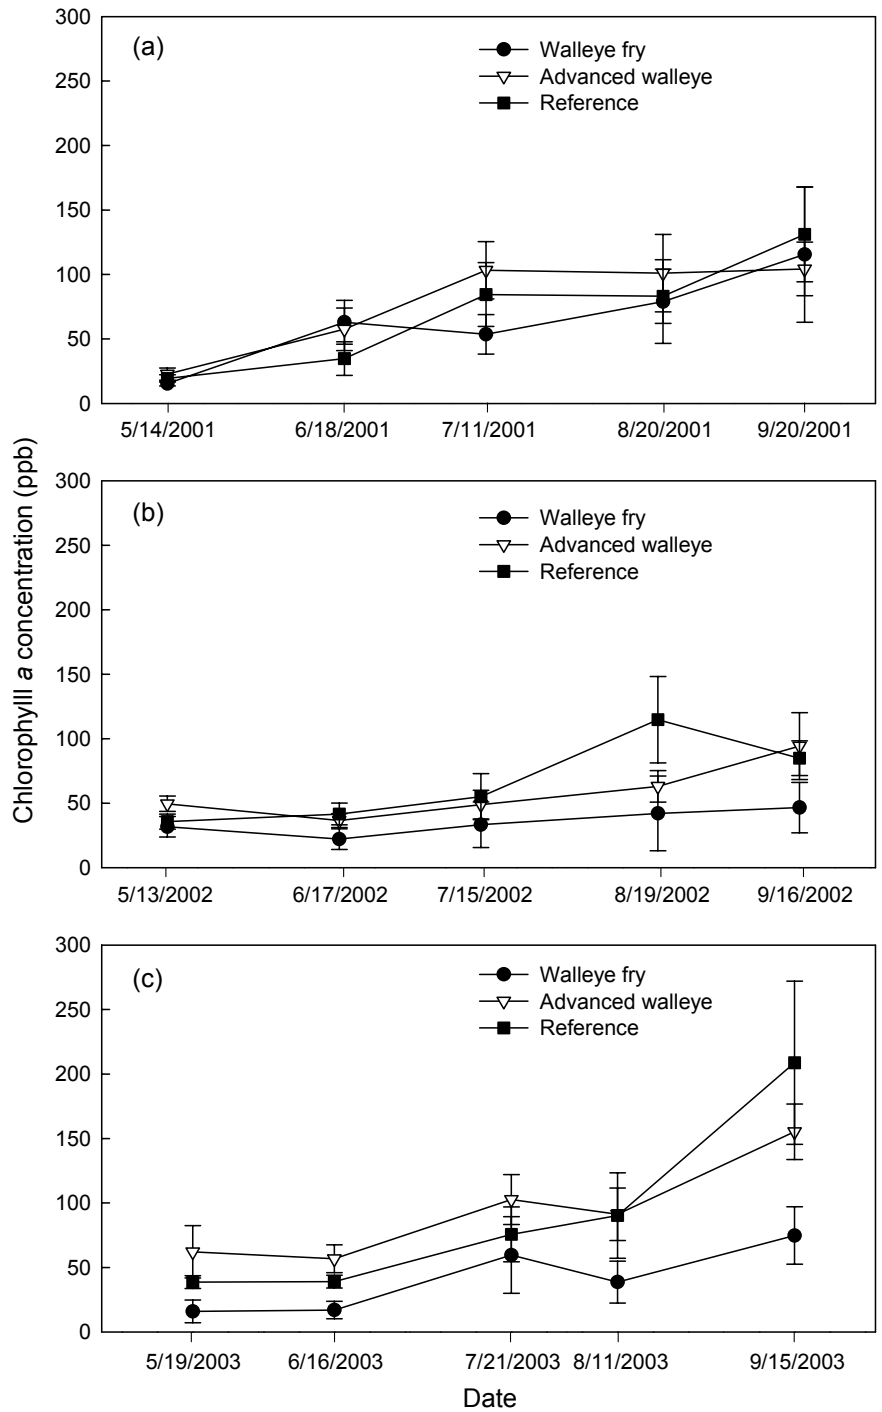 Chlorophylll a concentration (ppb)
(a)
Walleye fry
Advanced walleye
Reference
300
250
200
150
100
50
0
5/14/2001 6/18/2001 7/11/2001 8/20/2001 9/20/2001
(b)
Walleye fry
Advanced walleye
Reference
300
250
200
150
100
50
0
5/13/2002 6/17/2002 7/15/2002 8/19/2002 9/16/2002
(c)
Walleye fry
Advanced walleye
Reference
300
250
200
150
100
50
0
5/19/2003 6/16/2003 7/21/2003 8/11/2003 9/15/2003
Date